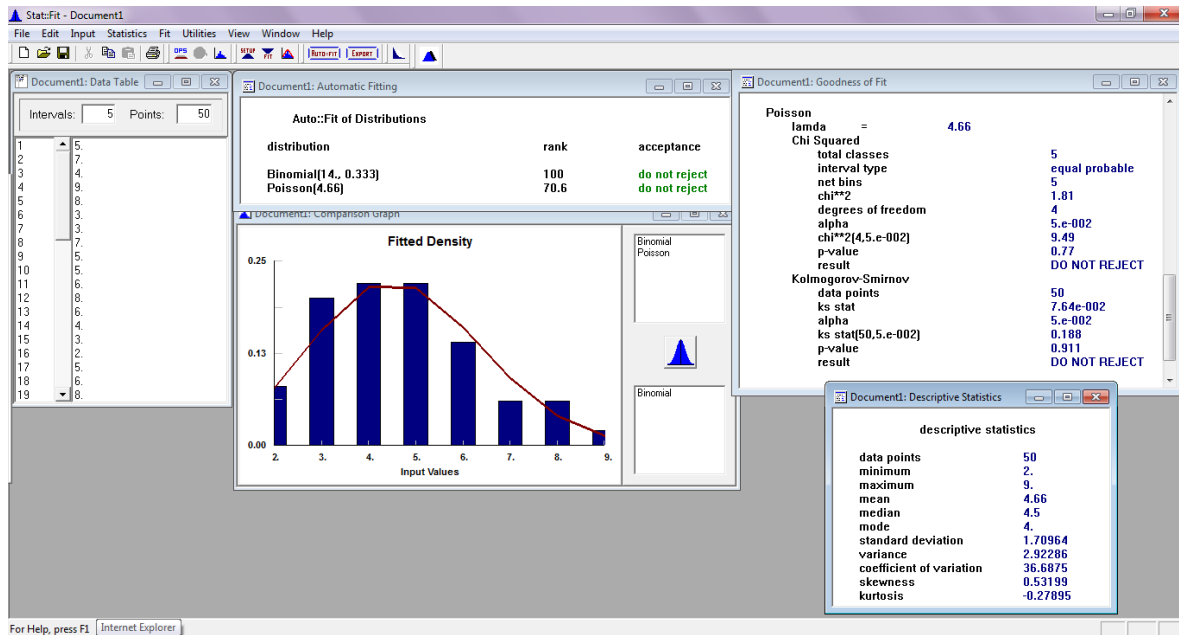 Stat::Fit - Document1
File Edit Input Statistics Fit Utilities View Window Help
DPS SETUP FIT AUTO-FIT EXPORT
Document1: Data Table
Intervals: 5 Points: 50
1 5.
2 7.
3 4.
4 9.
5 8.
6 3.
7 3.
8 7.
9 5.
10 5.
11 6.
12 8.
13 6.
14 4.
15 3.
16 2.
17 5.
18 6.
19 8.
Document1: Automatic Fitting
Auto::Fit of Distributions
distribution rank acceptance
Binomial(14., 0.333) 100 do not reject
Poisson(4.66) 70.6 do not reject
Document1: Comparison Graph
Fitted Density
0.25
0.13
0.00
2. 3. 4. 5. 6. 7. 8. 9.
Input Values
Binomial
Poisson
Binomial
Document1: Goodness of Fit
Poisson
lamda = 4.66
Chi Squared
total classes 5
interval type equal probable
net bins 5
chi**2 1.81
degrees of freedom 4
alpha 5.e-002
chi**2(4,5.e-002) 9.49
p-value 0.77
result DO NOT REJECT
Kolmogorov-Smirnov
data points 50
ks stat 7.64e-002
alpha 5.e-002
ks stat(50,5.e-002) 0.188
p-value 0.911
result DO NOT REJECT
Document1: Descriptive Statistics
descriptive statistics
data points 50
minimum 2.
maximum 9.
mean 4.66
median 4.5
mode 4.
standard deviation 1.70964
variance 2.92286
coefficient of variation 36.6875
skewness 0.53199
kurtosis -0.27895
For Help, press F1 Internet Explorer